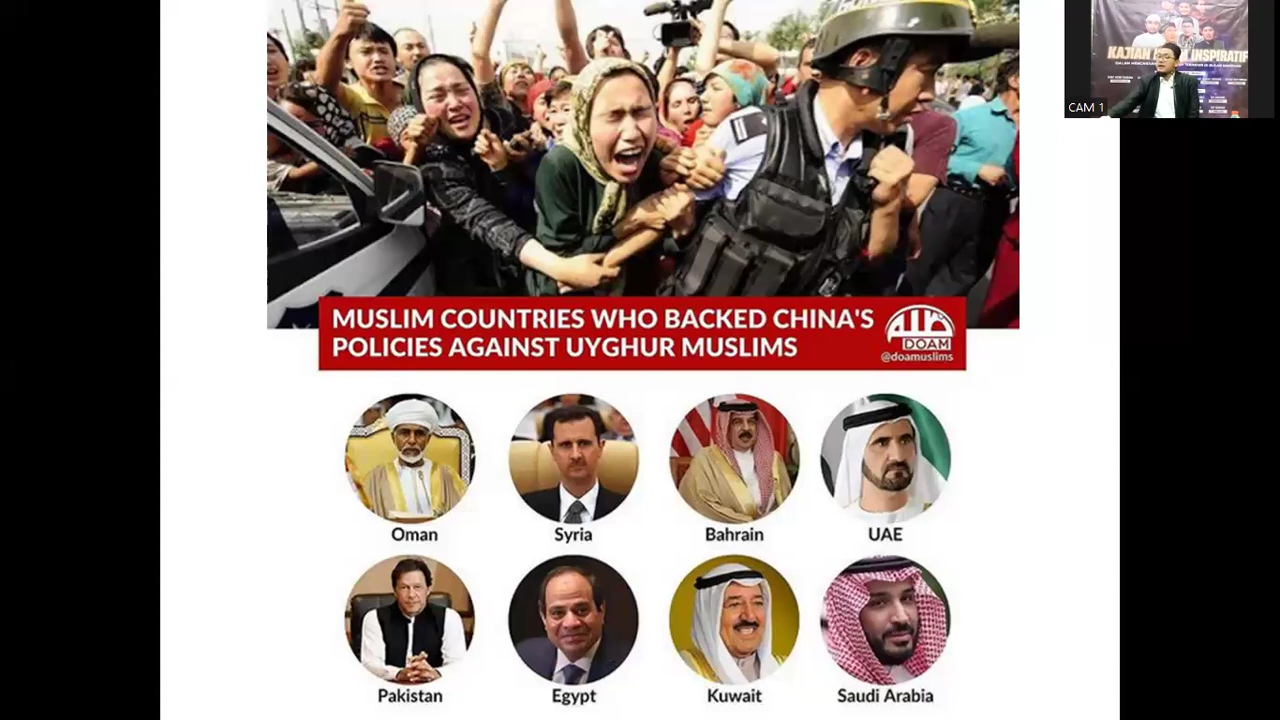 MUSLIM COUNTRIES WHO BACKED CHINA'S
POLICIES AGAINST UYGHUR MUSLIMS
DOAM
@doamuslims
Oman
Syria
Bahrain
UAE
Pakistan
Egypt
Kuwait
Saudi Arabia
CAM 1
KAJIAN
INSPIRATIF